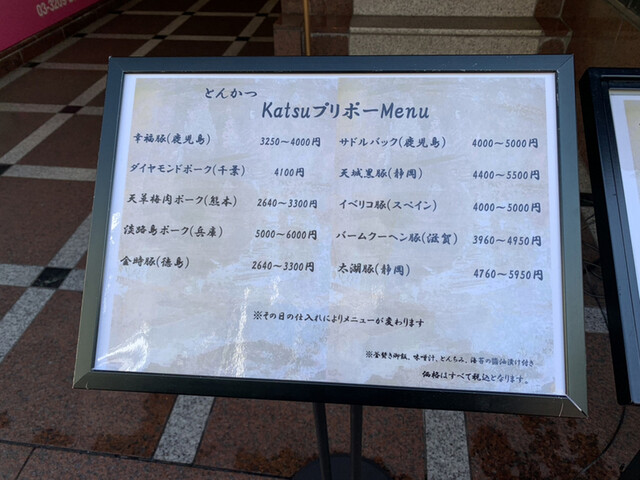 とんかつ
KatsuプリポーMenu
幸福豚(鹿児島) 3250〜4000円
ダイヤモンドポーク(千葉) 4100円
天草梅肉ポーク(熊本) 2640〜3300円
淡路島ポーク(兵庫) 5000〜6000円
金時豚(徳島) 2640〜3300円
サドルバック(鹿児島) 4000〜5000円
天城黒豚(静岡) 4400〜5500円
イベリコ豚(スペイン) 4000〜5000円
バームクーヘン豚(滋賀) 3960〜4950円
太湖豚(静岡) 4760〜5950円
※その日の仕入れによりメニューが変わります
※釜炊き御飯、味噌汁、とんちみ、海苔の醤油漬け付き
価格はすべて税込となります。